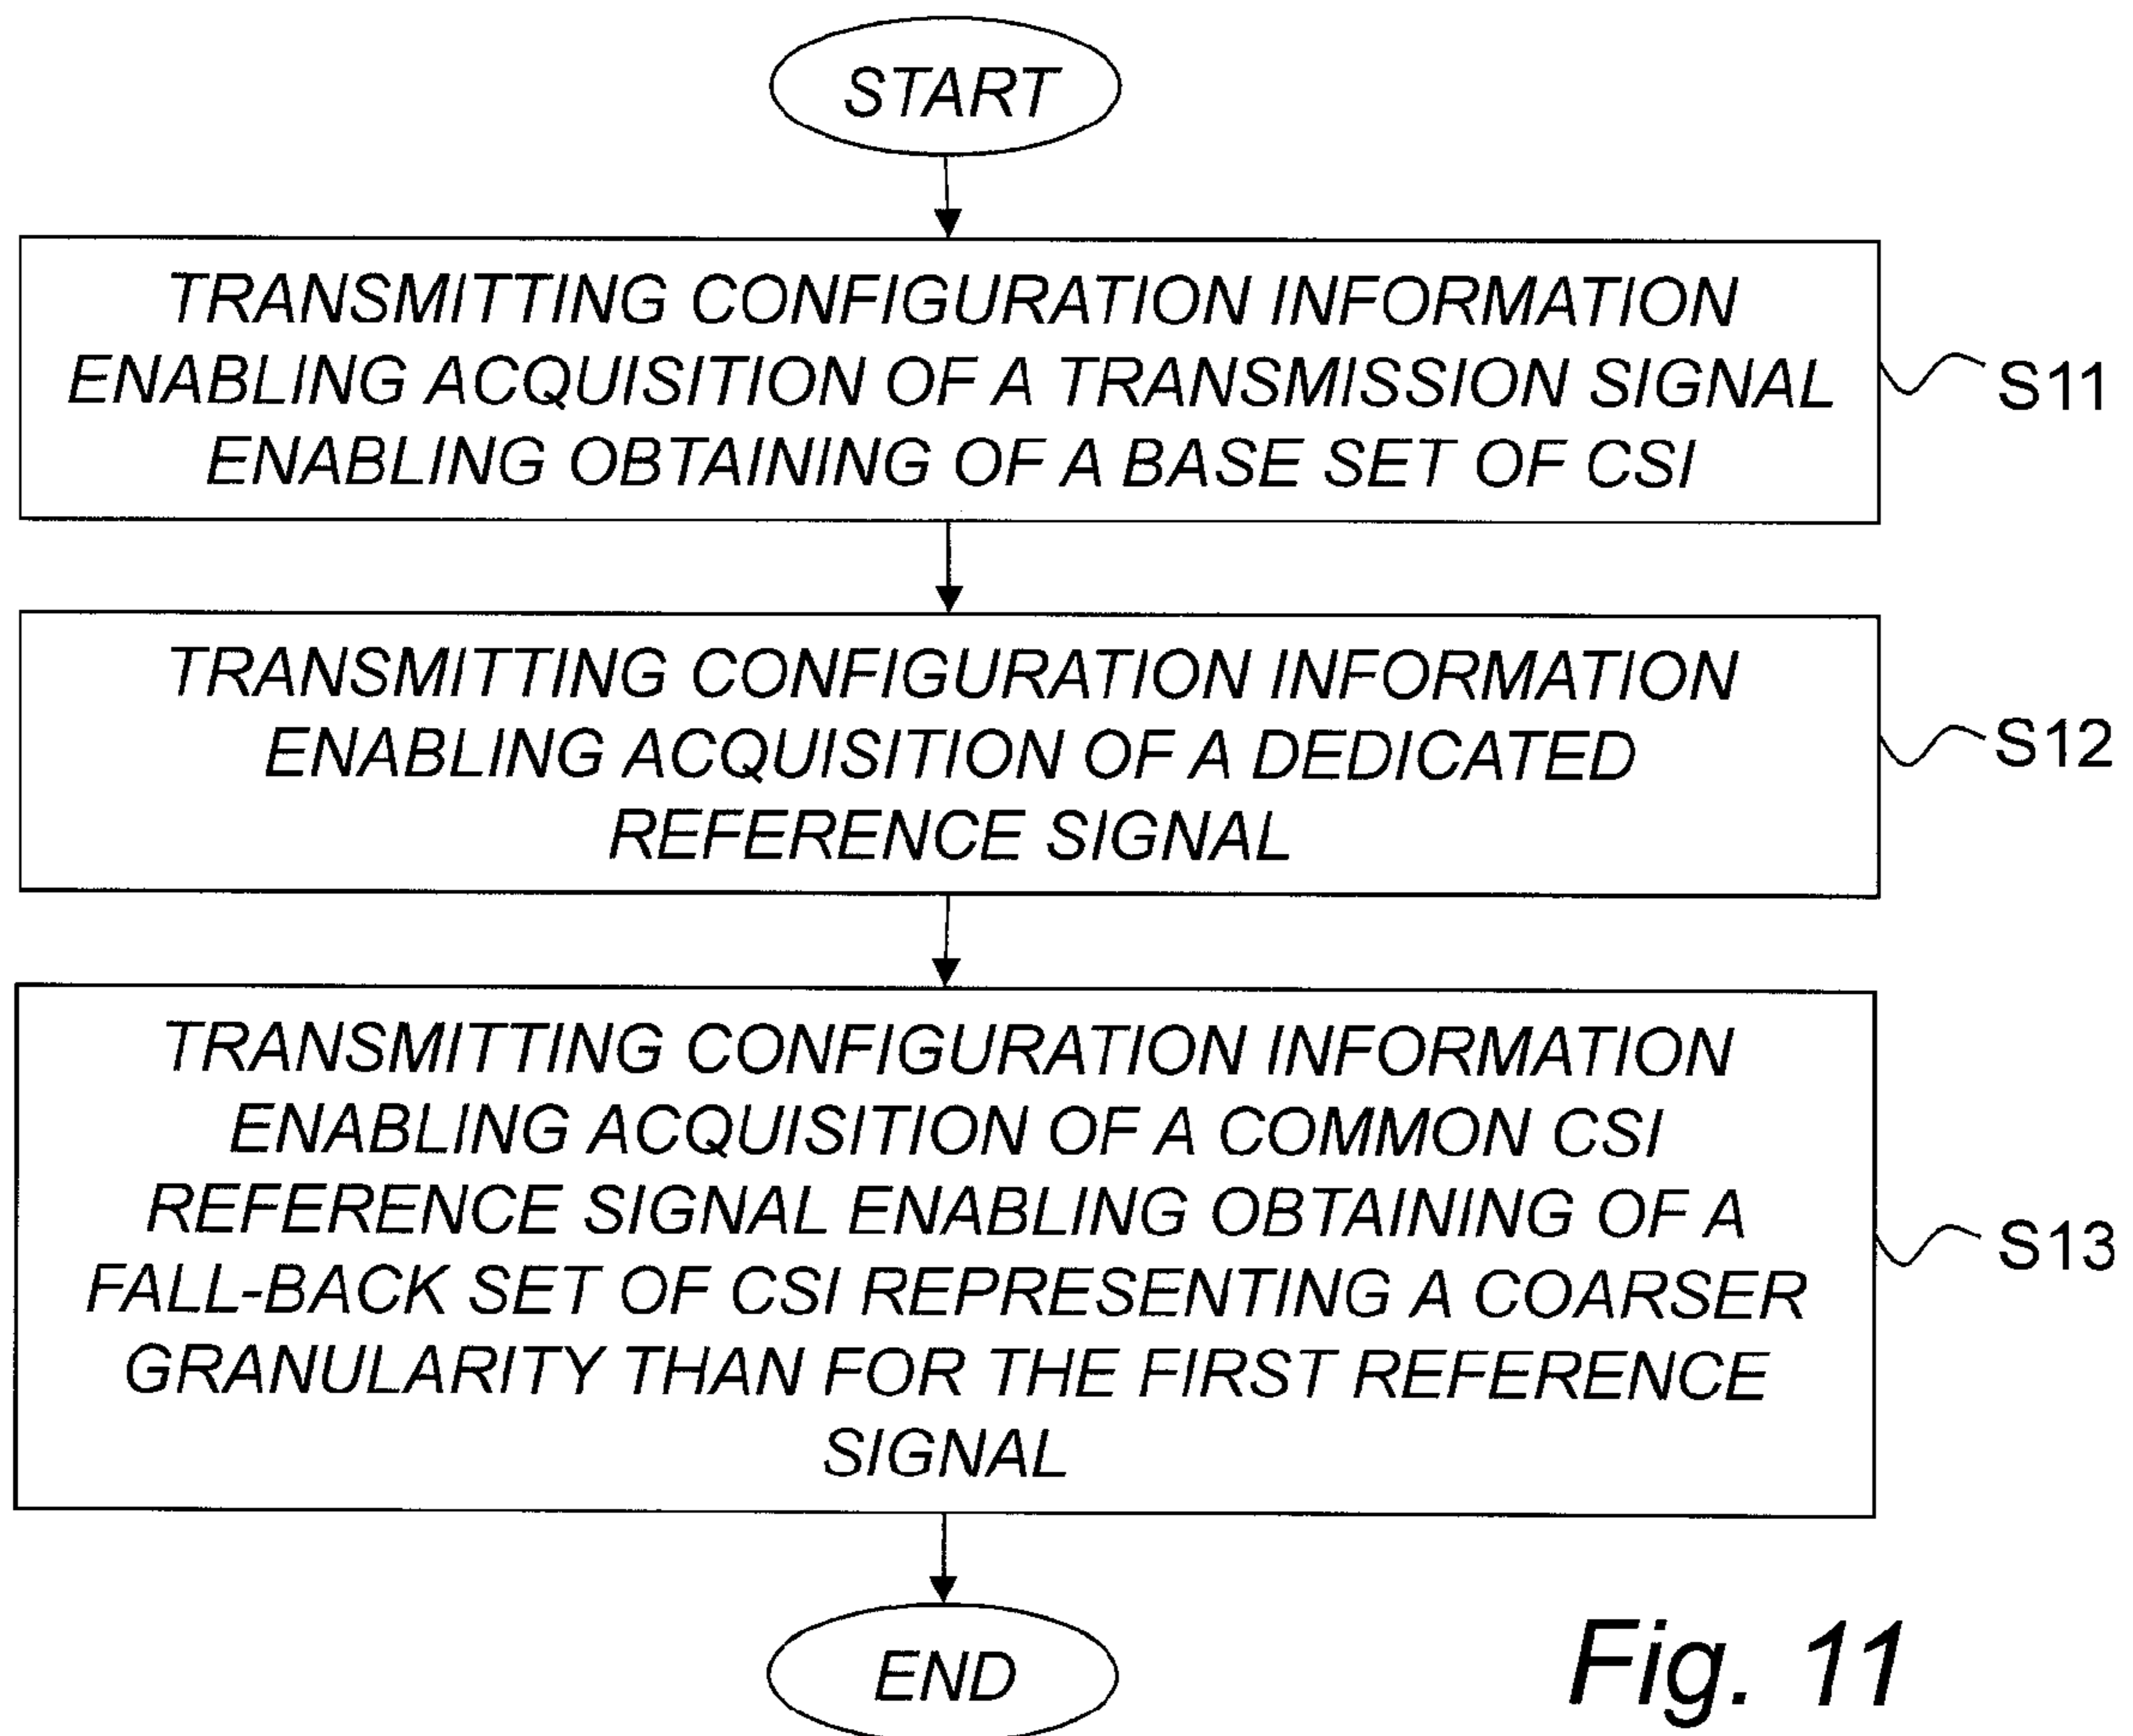 START
TRANSMITTING CONFIGURATION INFORMATION
ENABLING ACQUISITION OF A TRANSMISSION SIGNAL
ENABLING OBTAINING OF A BASE SET OF CSI
S11
TRANSMITTING CONFIGURATION INFORMATION
ENABLING ACQUISITION OF A DEDICATED
REFERENCE SIGNAL
S12
TRANSMITTING CONFIGURATION INFORMATION
ENABLING ACQUISITION OF A COMMON CSI
REFERENCE SIGNAL ENABLING OBTAINING OF A
FALL-BACK SET OF CSI REPRESENTING A COARSER
GRANULARITY THAN FOR THE FIRST REFERENCE
SIGNAL
S13
END
Fig. 11